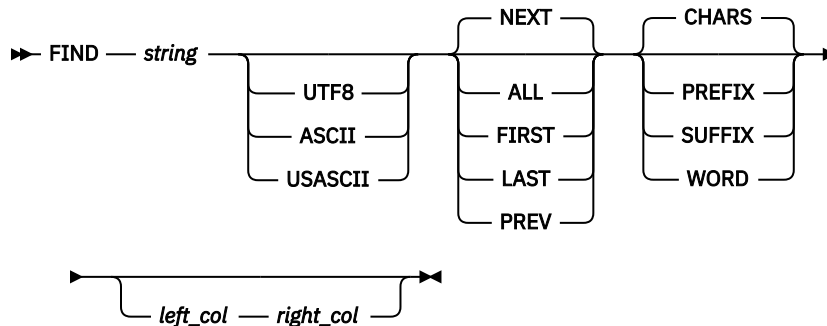 NEXT CHARS
FIND string
UTF8 ALL PREFIX
ASCII FIRST SUFFIX
USASCII LAST WORD
PREV
left_col right_col